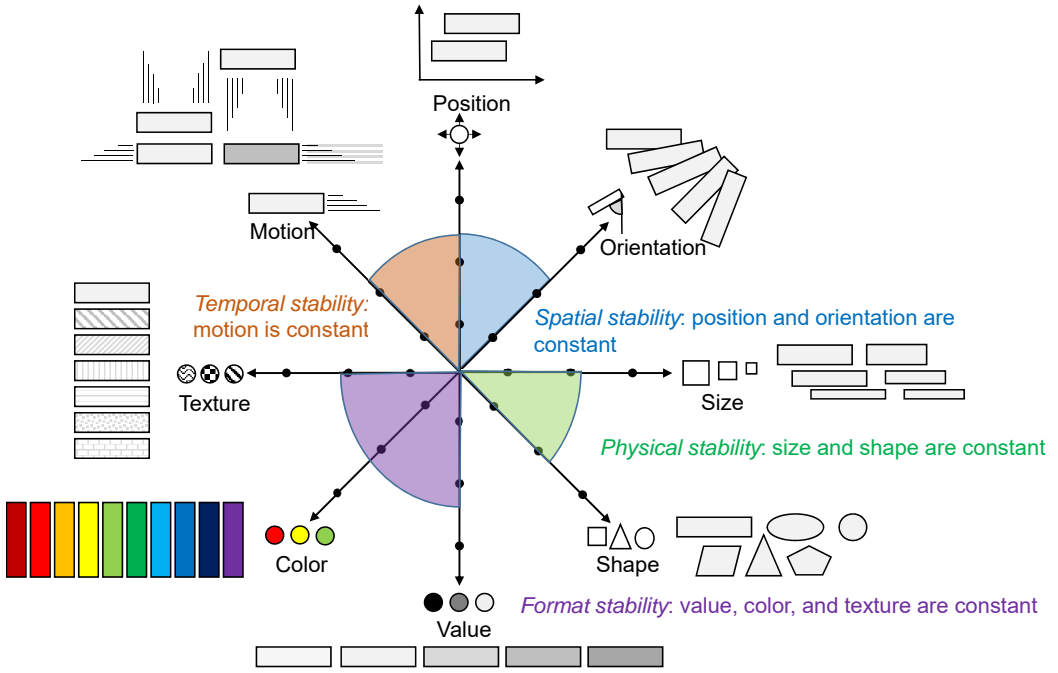 Position
Motion
Orientation
Temporal stability:
motion is constant
Spatial stability: position and orientation are
constant
Texture
Size
Physical stability: size and shape are constant
Color
Shape
Format stability: value, color, and texture are constant
Value